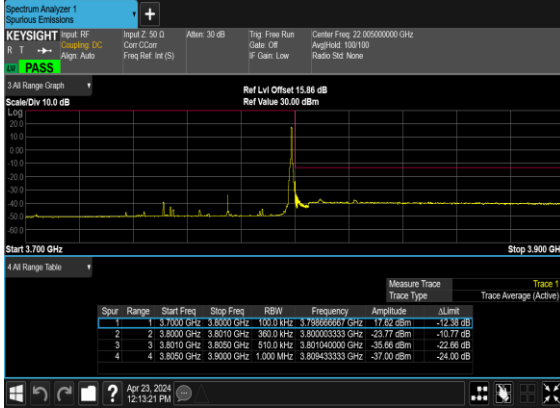 Spectrum Analyzer 1
Spurious Emissions
+
KEYSIGHT Input: RF Input Z: 50 Ω Atten: 30 dB Trig: Free Run Center Freq: 22.005000000 GHz
R T Coupling: DC Corr CCorr Gate: Off Avg|Hold: 100/100
Align: Auto Freq Ref: Int (S) IF Gain: Low Radio Std: None
LXI PASS
3 All Range Graph
Ref Lvl Offset 15.86 dB
Scale/Div 10.0 dB Ref Value 30.00 dBm
Log
20.0
10.0
0.00
-10.0
-20.0
-30.0
-40.0
-50.0
-60.0
Start 3.700 GHz Stop 3.900 GH
4 All Range Table
Measure Trace Trace 1
Trace Type Trace Average (Active)
Spur Range Start Freq Stop Freq RBW Frequency Amplitude ΔLimit
1 1 3.7000 GHz 3.8000 GHz 100.0 kHz 3.798666667 GHz 17.62 dBm -12.38 dB
2 2 3.8000 GHz 3.8010 GHz 360.0 kHz 3.800003333 GHz -23.77 dBm -10.77 dB
3 3 3.8010 GHz 3.8050 GHz 510.0 kHz 3.801040000 GHz -35.66 dBm -22.66 dB
4 4 3.8050 GHz 3.9000 GHz 1.000 MHz 3.809433333 GHz -37.00 dBm -24.00 dB
? Apr 23, 2024
12:13:21 PM